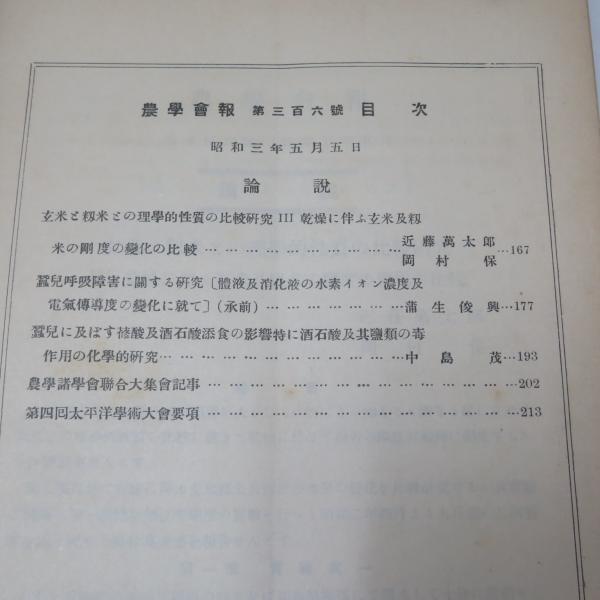 農學會報 第三百六號 目次
昭和三年五月五日
論說
玄米と籾米との理學的性質の比較硏究 III 乾燥に伴ふ玄米及籾
米の剛度の變化の比較 … … … … … … … … … … 近藤萬太郎 岡村保 …167
蠶兒呼吸障害に關する硏究〔體液及消化液の水素イオン濃度及
電氣傳導度の變化に就て〕(承前) … … … … … … … 蒲生俊興…177
蠶兒に及ぼす蓚酸及酒石酸添食の影響特に酒石酸及其鹽類の毒
作用の化學的硏究… … … … … … … … … … … … 中島茂…193
農學諸學會聯合大集會記事 … … … … … … … … … … … … … …202
第四囘太平洋學術大會要項 … … … … … … … … … … … … … …213